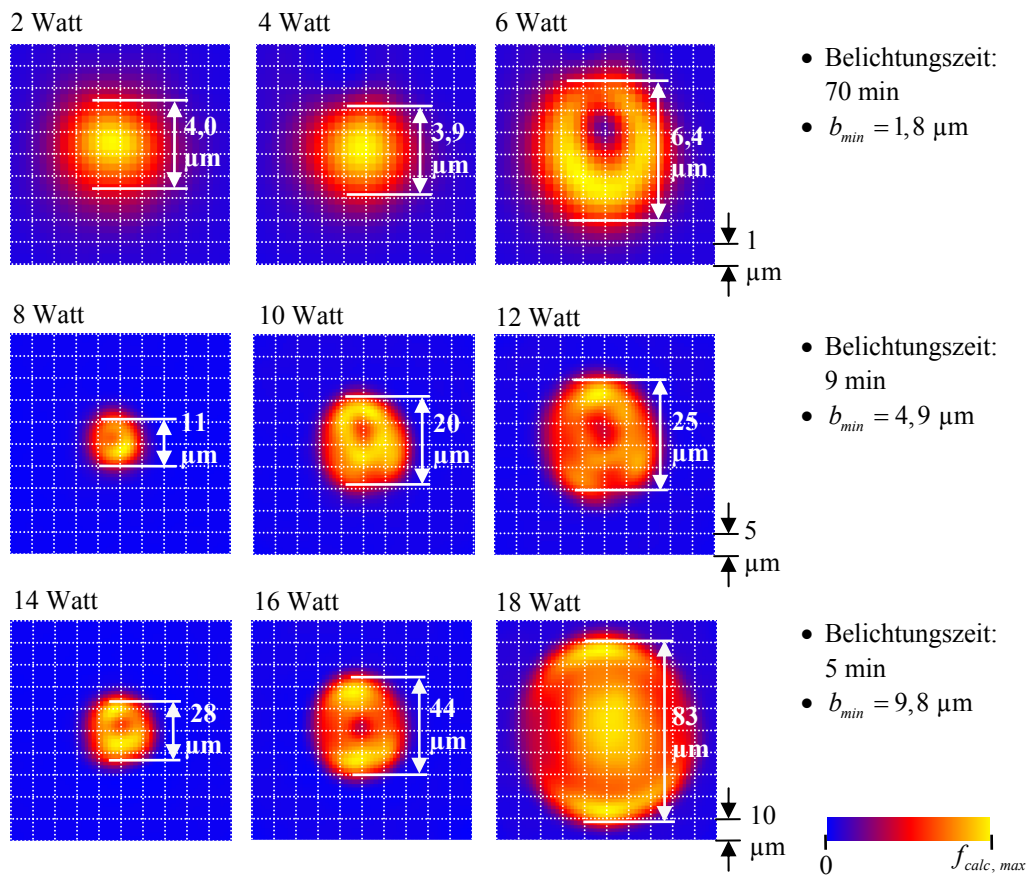 2 Watt
4 Watt
6 Watt
4,0
µm
3,9
µm
6,4
µm
1
µm
• Belichtungszeit:
70 min
• b_min = 1,8 µm
8 Watt
10 Watt
12 Watt
11
µm
20
µm
25
µm
5
µm
• Belichtungszeit:
9 min
• b_min = 4,9 µm
14 Watt
16 Watt
18 Watt
28
µm
44
µm
83
µm
10
µm
• Belichtungszeit:
5 min
• b_min = 9,8 µm
0
f_calc, max